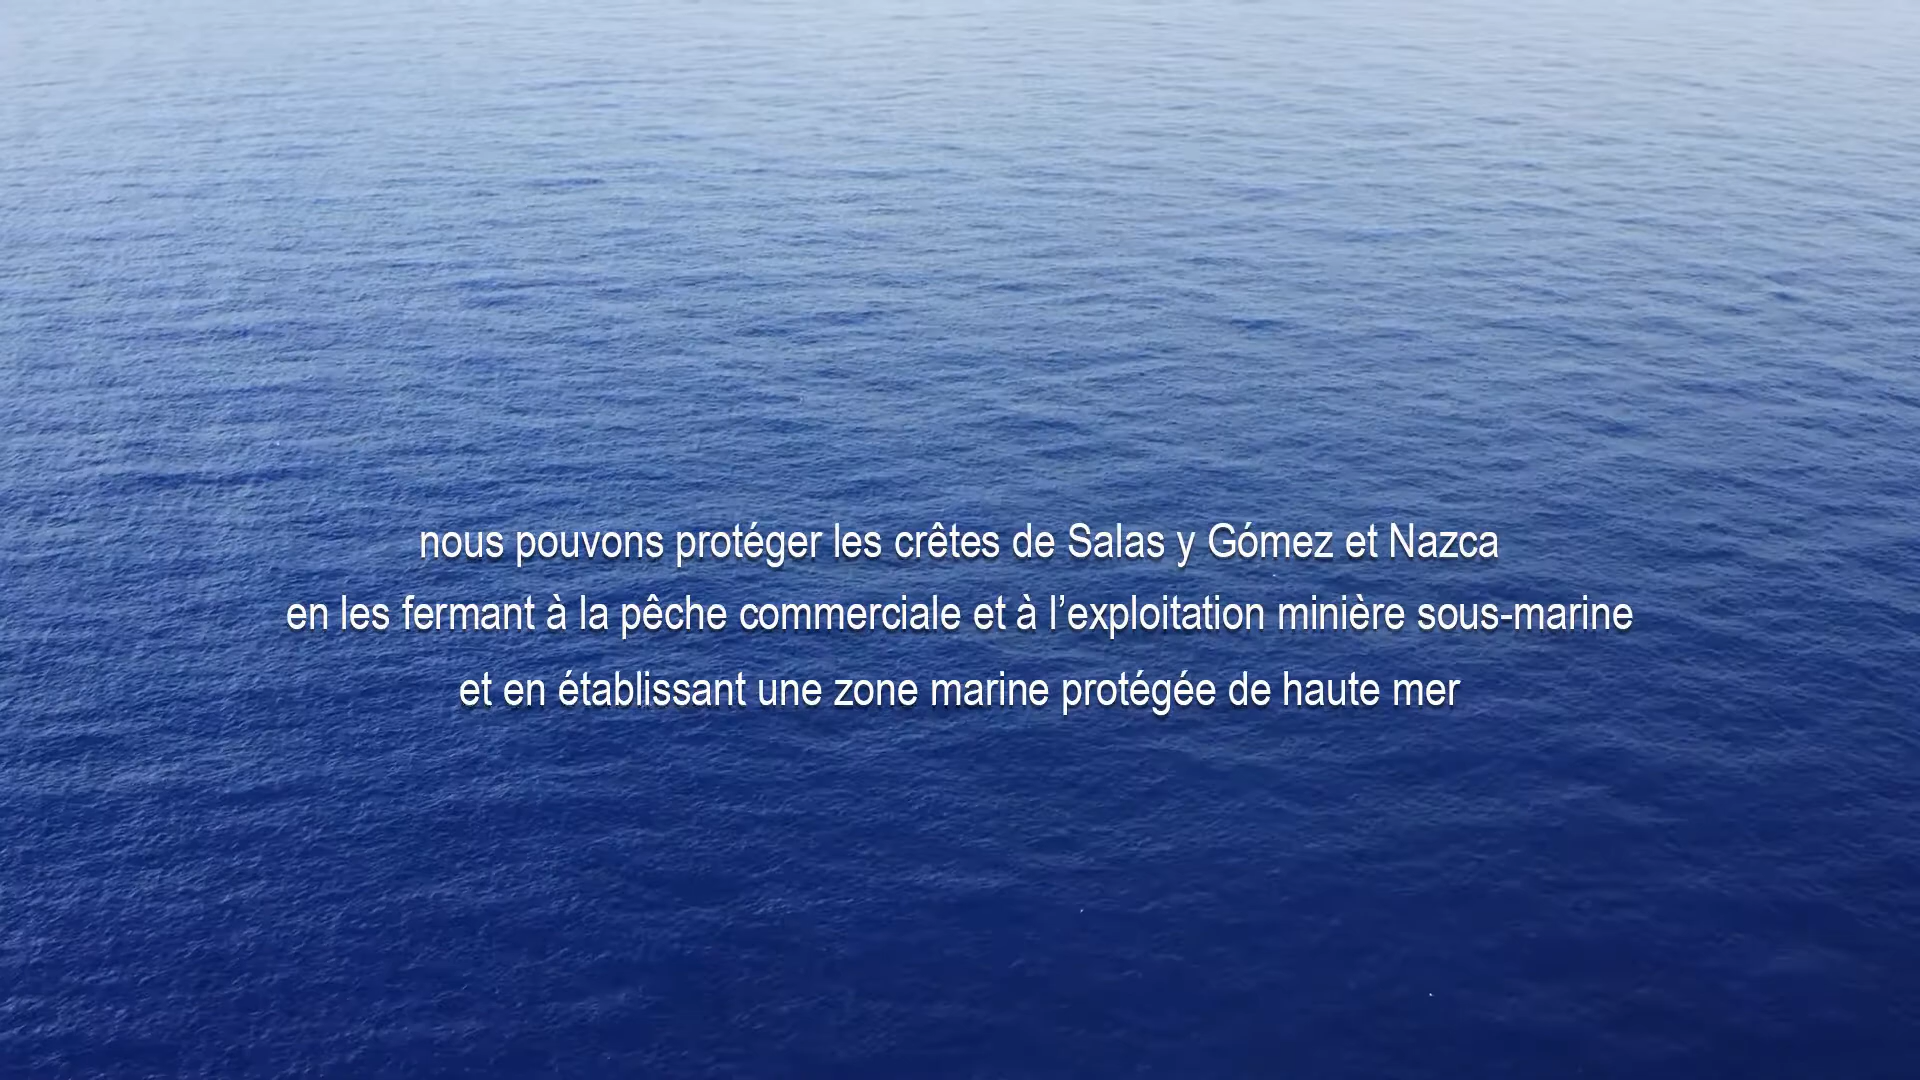 nous pouvons protéger les crêtes de Salas y Gómez et Nazca
en les fermant à la pêche commerciale et à l’exploitation minière sous-marine
et en établissant une zone marine protégée de haute mer